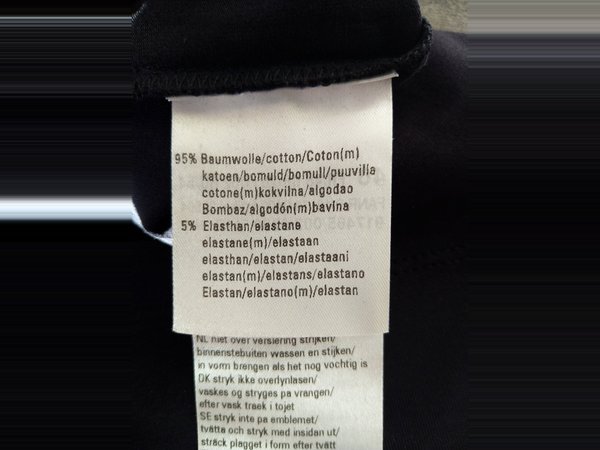 95% Baumwolle/cotton/Coton(m)
katoen/bomuld/bomull/puuvilla
cotone(m)kokvilna/algodao
Bombaz/algodón(m)bavina
5% Elasthan/elastane
elastane(m)/elastaan
elasthan/elastan/elastaani
elastan(m)/elastans/elastano
Elastan/elastano(m)/elastan
NL niet over versiering strijken/
binnenstebuiten wassen en stijken/
in vorm brengen als het nog vochtig is
DK stryk ikke overlynlasen/
vaskes og stryges pa vrangen/
efter vask traek i tojet
SE stryk inte pa emblemet/
tvätta och stryk med insidan ut/
sträck plagget i form efter tvätt